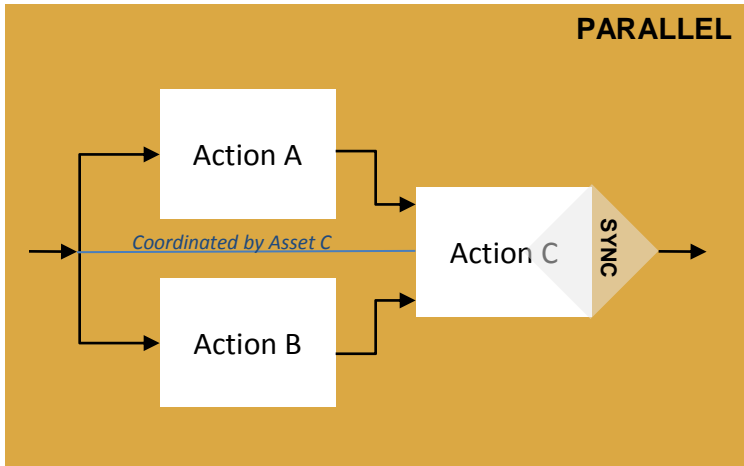 PARALLEL
Action A
Coordinated by Asset C
Action C
SYNC
Action B